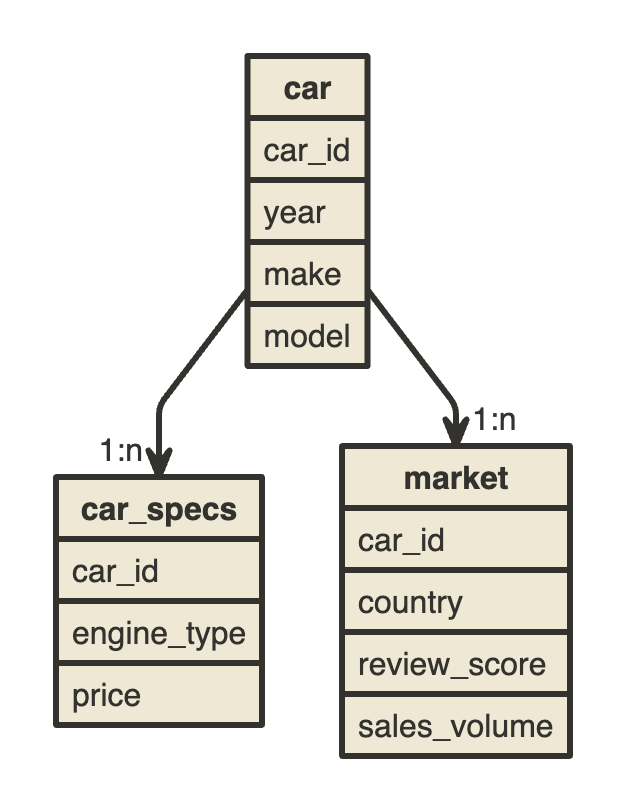 car
car_id
year
make
model
1:n
car_specs
car_id
engine_type
price
1:n
market
car_id
country
review_score
sales_volume